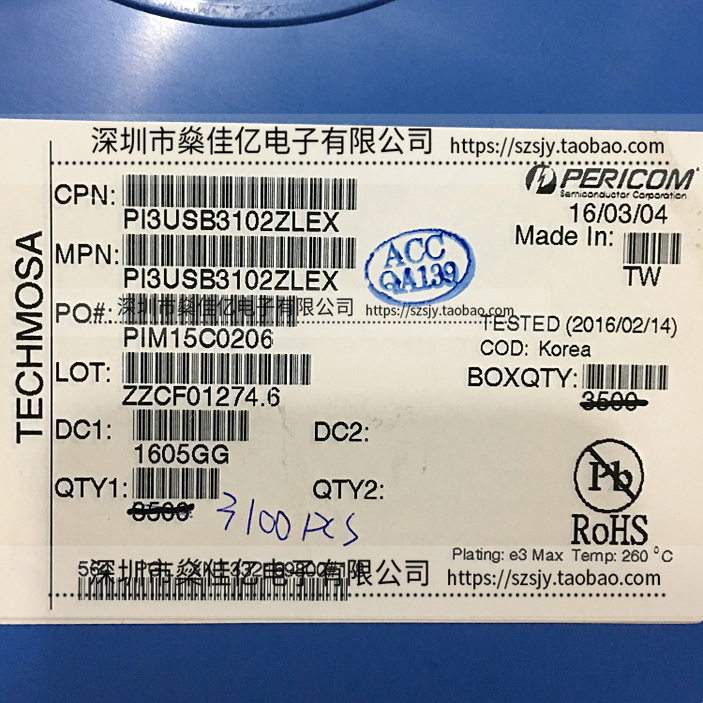 深圳市燊佳亿电子有限公司 https://szsjy.taobao.com
TECHMOSA
PERICOM
Semiconductor Corporation
CPN:
PI3USB3102ZLEX
16/03/04
Made In:
TW
MPN:
PI3USB3102ZLEX
ACC
QA139
PO#:
深圳市燊佳亿电子有限公司 https://szsjy.taobao.com
PIM15C0206
TESTED (2016/02/14)
COD: Korea
LOT:
ZZCF01274.6
BOXQTY:
3500
DC1:
1605GG
DC2:
QTY1:
3500
3100 PCS
QTY2:
Pb
RoHS
Plating: e3 Max Temp: 260 °C
深圳市燊佳亿电子有限公司 https://szsjy.taobao.com